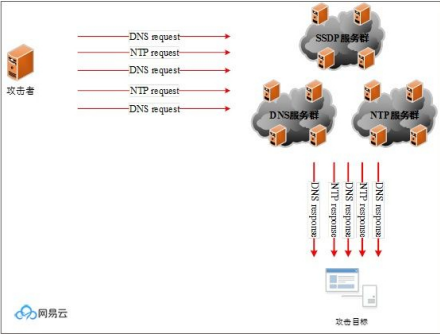 DNS request
NTP request
DNS request
NTP request
DNS request
攻击者
SSDP服务群
DNS服务群
NTP服务群
DNS response
NTP response
DNS response
NTP response
DNS response
攻击目标
网易云